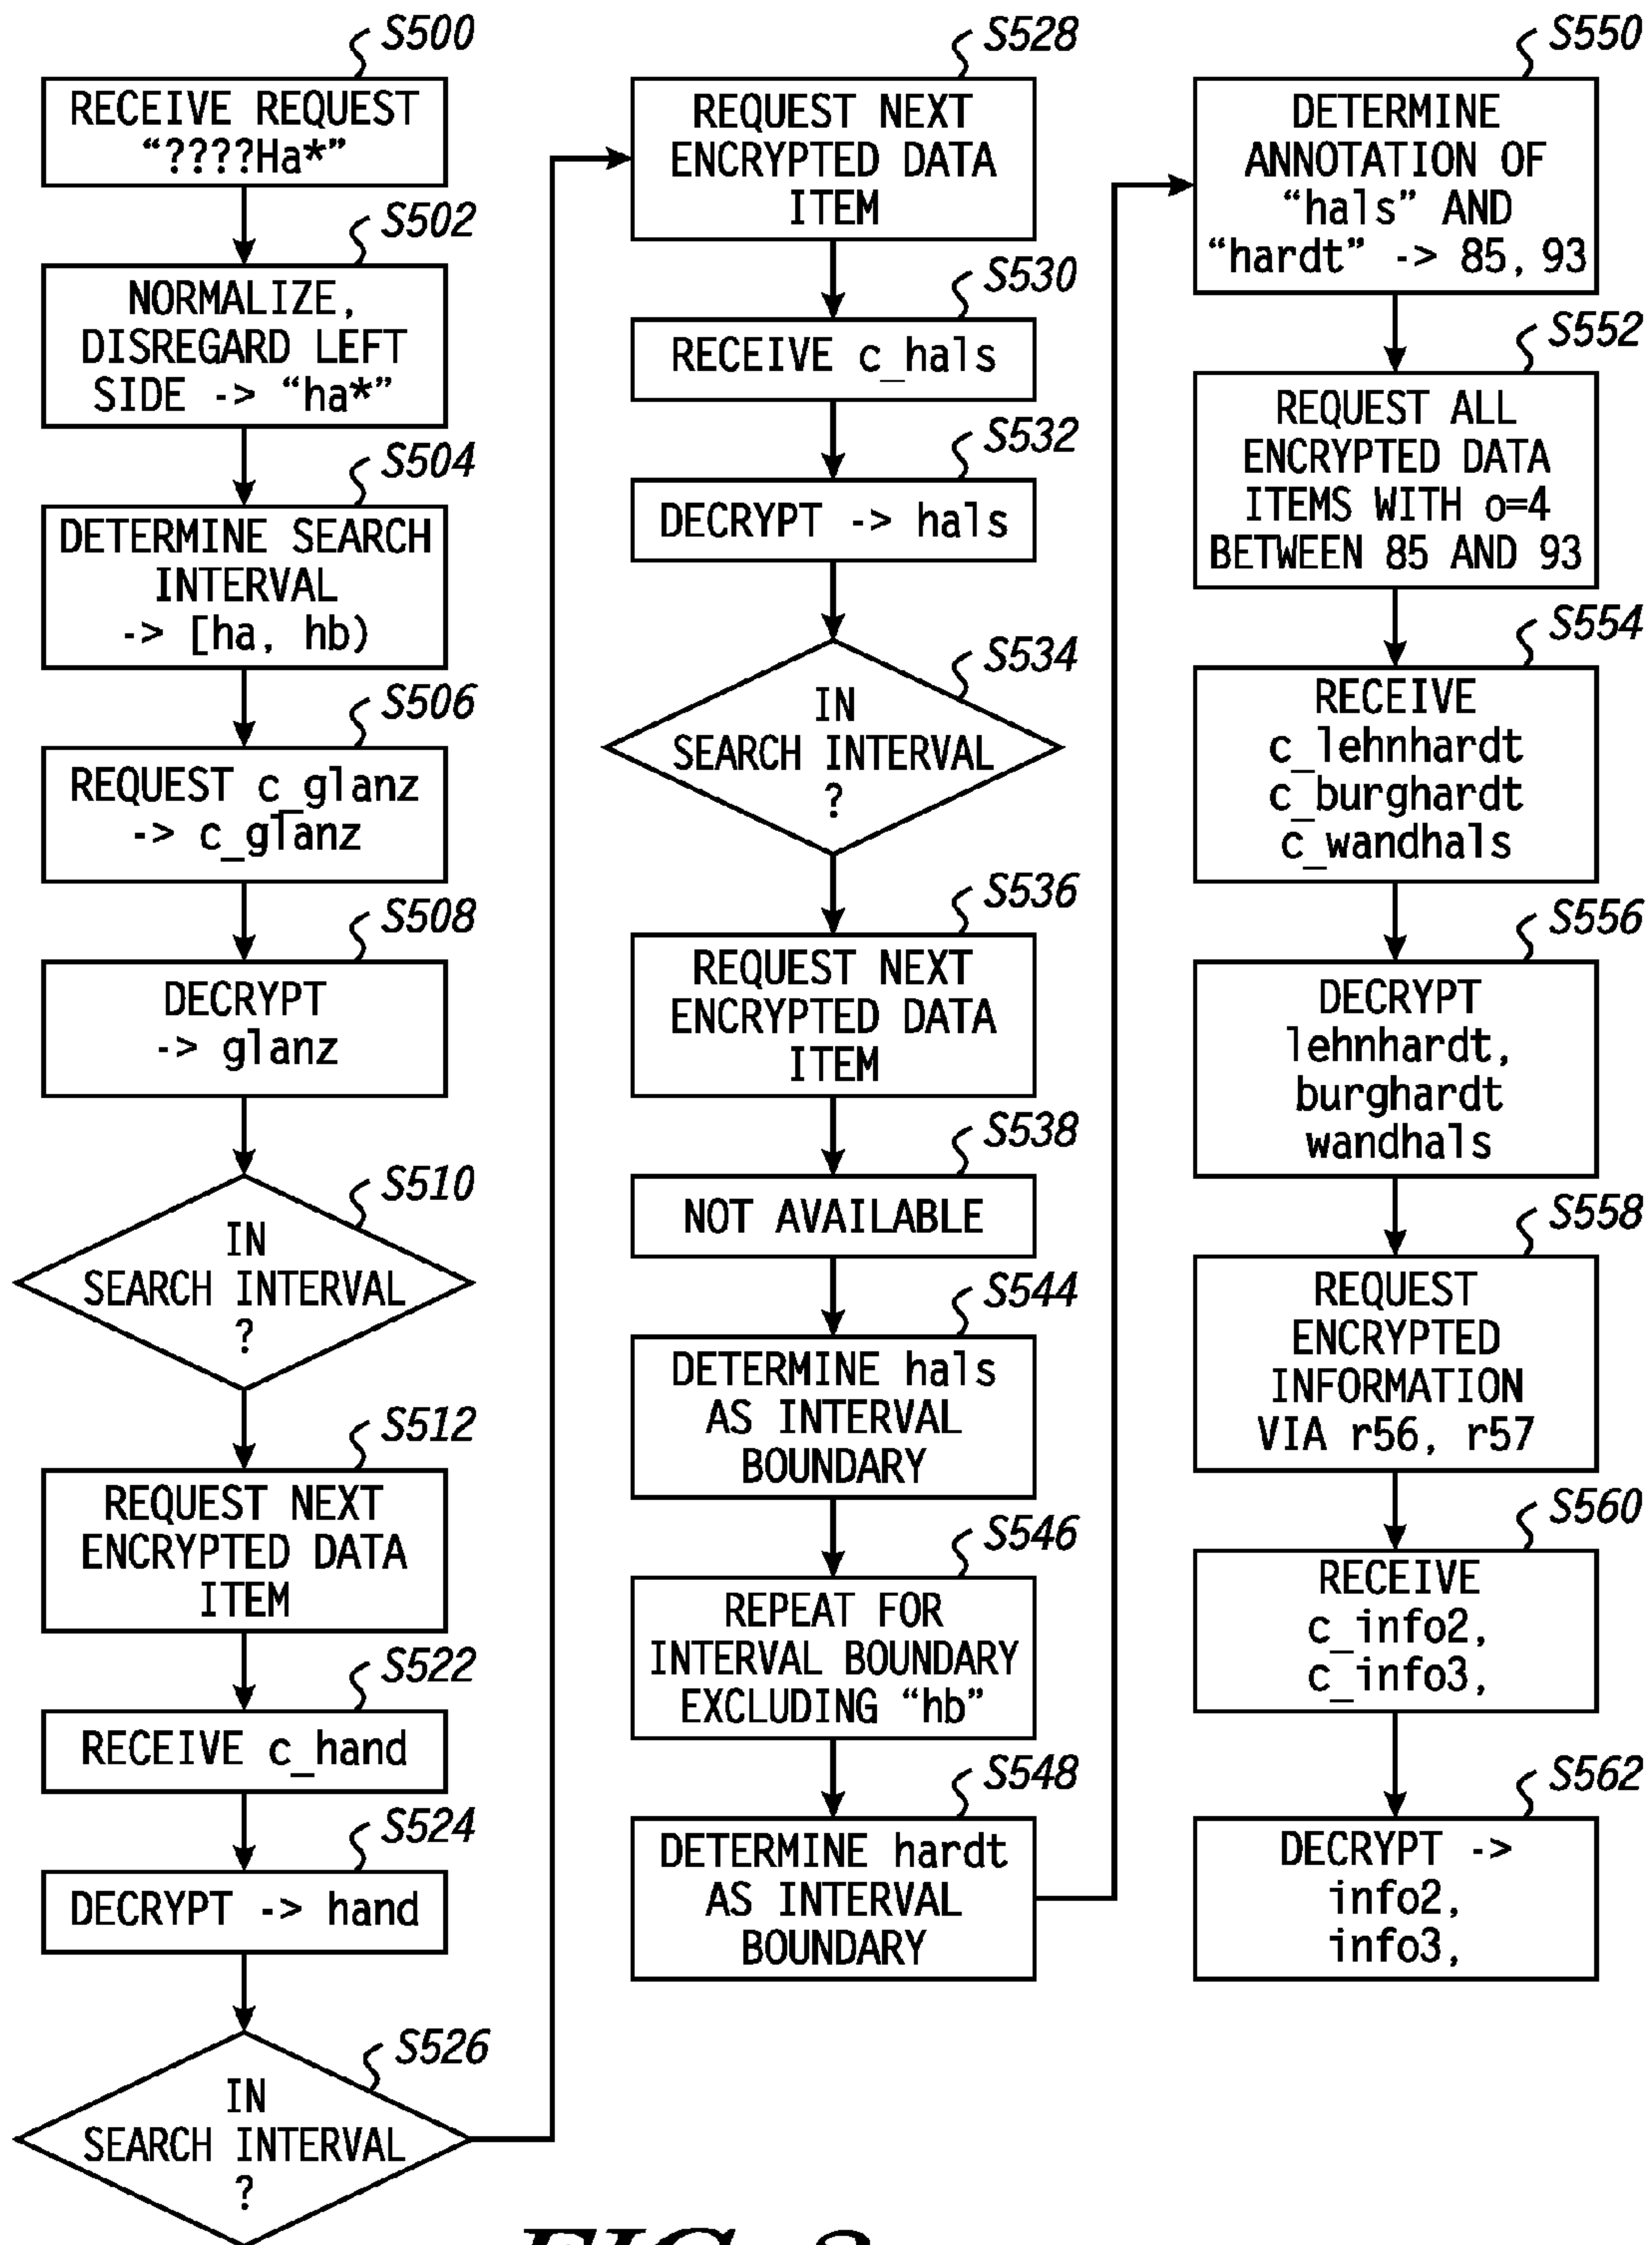 S500
RECEIVE REQUEST
“????Ha*”
S502
NORMALIZE,
DISREGARD LEFT
SIDE -> “ha*”
S504
DETERMINE SEARCH
INTERVAL
-> [ha, hb)
S506
REQUEST c_glanz
-> c_glanz
S508
DECRYPT
-> glanz
S510
IN
SEARCH INTERVAL
?
S512
REQUEST NEXT
ENCRYPTED DATA
ITEM
S522
RECEIVE c_hand
S524
DECRYPT -> hand
S526
IN
SEARCH INTERVAL
?
S528
REQUEST NEXT
ENCRYPTED DATA
ITEM
S530
RECEIVE c_hals
S532
DECRYPT -> hals
S534
IN
SEARCH INTERVAL
?
S536
REQUEST NEXT
ENCRYPTED DATA
ITEM
S538
NOT AVAILABLE
S544
DETERMINE hals
AS INTERVAL
BOUNDARY
S546
REPEAT FOR
INTERVAL BOUNDARY
EXCLUDING “hb”
S548
DETERMINE hardt
AS INTERVAL
BOUNDARY
S550
DETERMINE
ANNOTATION OF
“hals” AND
“hardt” -> 85, 93
S552
REQUEST ALL
ENCRYPTED DATA
ITEMS WITH o=4
BETWEEN 85 AND 93
S554
RECEIVE
c_lehnhardt
c_burghardt
c_wandhals
S556
DECRYPT
lehnhardt,
burghardt
wandhals
S558
REQUEST
ENCRYPTED
INFORMATION
VIA r56, r57
S560
RECEIVE
c_info2,
c_info3,
S562
DECRYPT ->
info2,
info3,